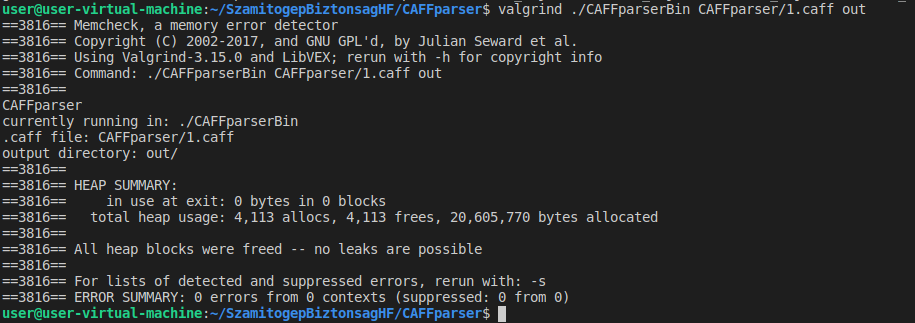 user@user-virtual-machine:~/SzamitogepBiztonsagHF/CAFFparser$ valgrind ./CAFFparserBin CAFFparser/1.caff out
==3816== Memcheck, a memory error detector
==3816== Copyright (C) 2002-2017, and GNU GPL'd, by Julian Seward et al.
==3816== Using Valgrind-3.15.0 and LibVEX; rerun with -h for copyright info
==3816== Command: ./CAFFparserBin CAFFparser/1.caff out
==3816==
CAFFparser
currently running in: ./CAFFparserBin
.caff file: CAFFparser/1.caff
output directory: out/
==3816==
==3816== HEAP SUMMARY:
==3816==     in use at exit: 0 bytes in 0 blocks
==3816==   total heap usage: 4,113 allocs, 4,113 frees, 20,605,770 bytes allocated
==3816==
==3816== All heap blocks were freed -- no leaks are possible
==3816==
==3816== For lists of detected and suppressed errors, rerun with: -s
==3816== ERROR SUMMARY: 0 errors from 0 contexts (suppressed: 0 from 0)
user@user-virtual-machine:~/SzamitogepBiztonsagHF/CAFFparser$